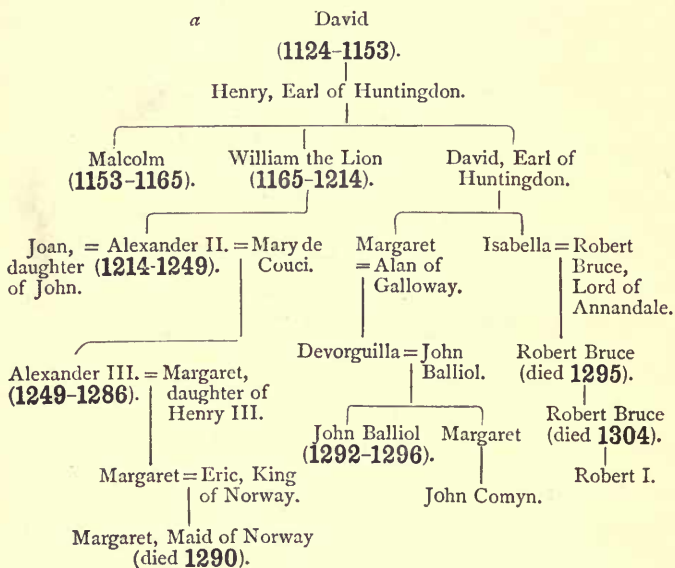 a David
(1124–1153).
Henry, Earl of Huntingdon.
Malcolm William the Lion David, Earl of
(1153–1165). (1165–1214). Huntingdon.
Joan, = Alexander II. = Mary de Margaret Isabella = Robert
daughter (1214-1249). Couci. = Alan of Bruce,
of John. Galloway. Lord of
Annandale.
Devorguilla = John Robert Bruce
Alexander III. = Margaret, Balliol. (died 1295).
(1249–1286). daughter of
Henry III. Robert Bruce
John Balliol Margaret (died 1304).
(1292–1296).
Margaret = Eric, King Robert I.
of Norway. John Comyn.
Margaret, Maid of Norway
(died 1290).